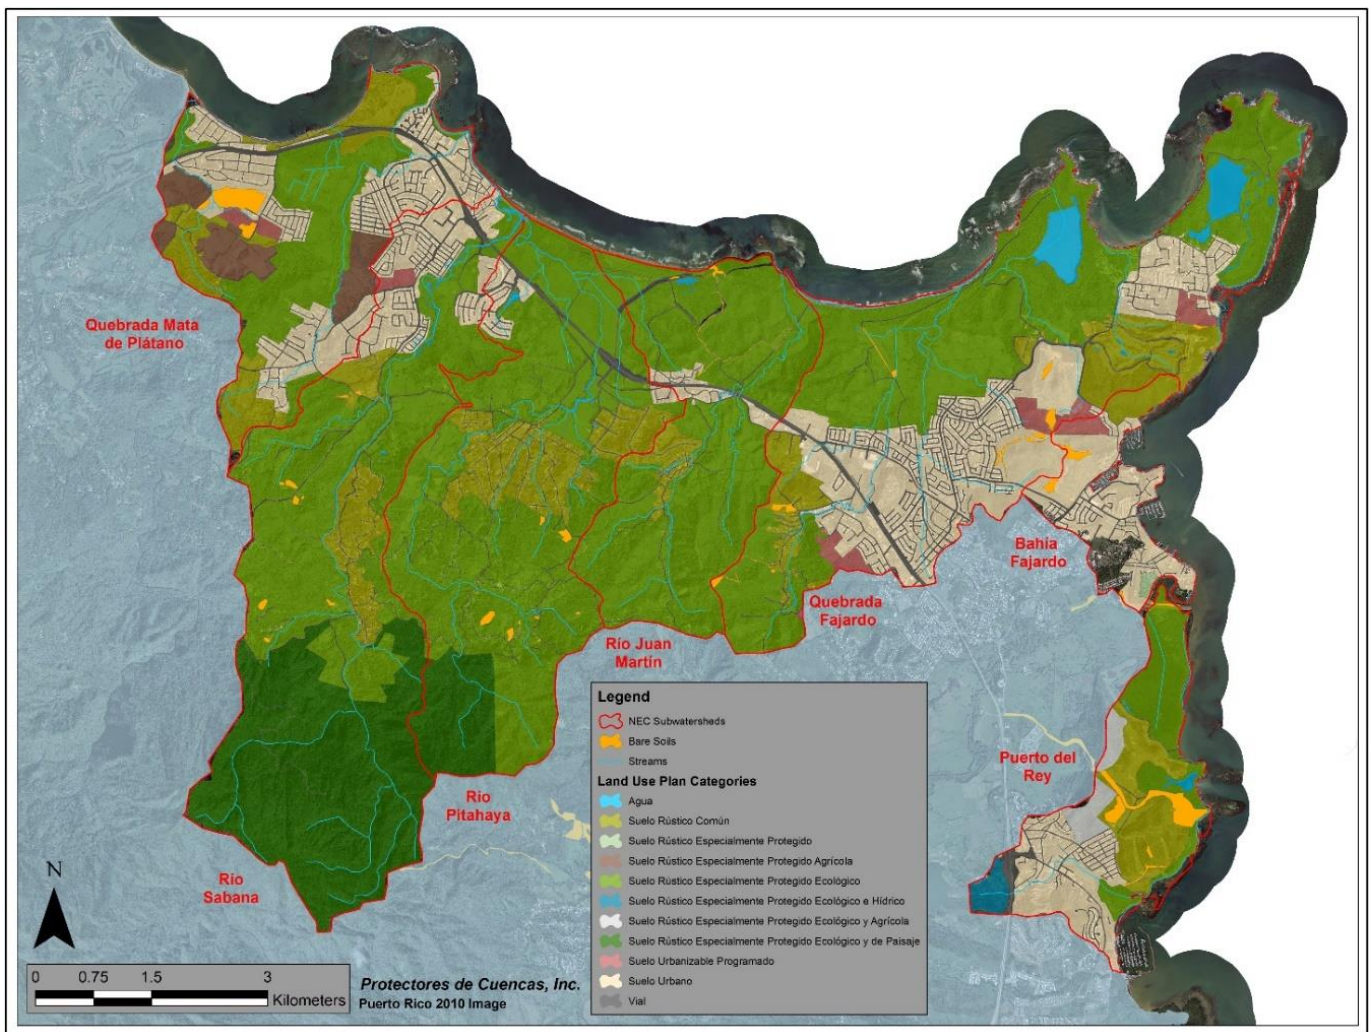 Quebrada Mata
de Plátano
Bahía
Fajardo
Quebrada
Fajardo
Río Juan
Martín
Legend
NEC Subwatersheds
Bare Soils
Streams
Land Use Plan Categories
Agua
Suelo Rústico Común
Suelo Rústico Especialmente Protegido
Suelo Rústico Especialmente Protegido Agrícola
Suelo Rústico Especialmente Protegido Ecológico
Suelo Rústico Especialmente Protegido Ecológico e Hídrico
Suelo Rústico Especialmente Protegido Ecológico y Agrícola
Suelo Rústico Especialmente Protegido Ecológico y de Paisaje
Suelo Urbanizable Programado
Suelo Urbano
Vial
Puerto del
Rey
Río
Pitahaya
Río
Sabana
N
0 0.75 1.5 3
Kilometers
Protectores de Cuencas, Inc.
Puerto Rico 2010 Image